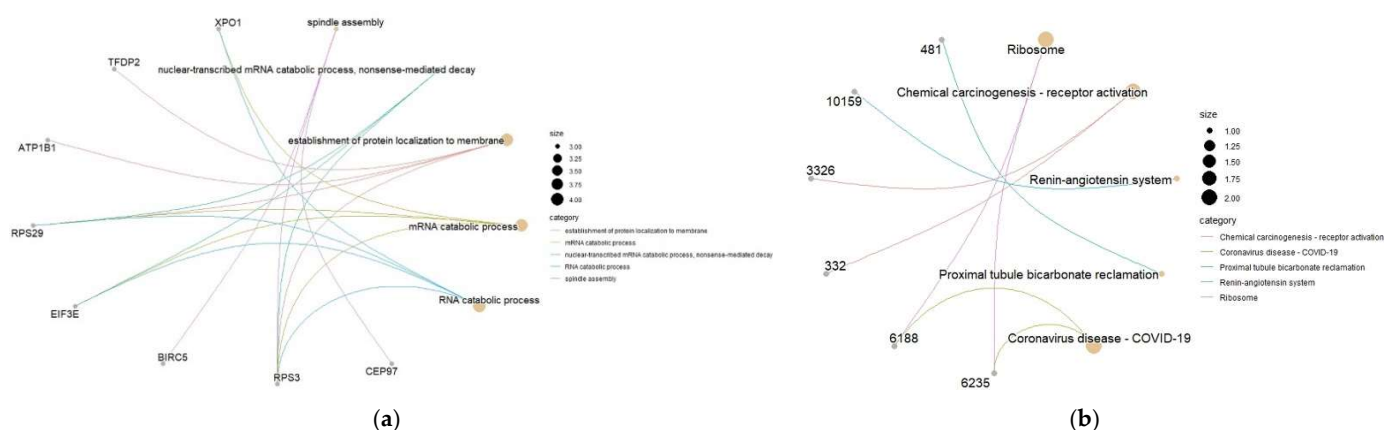 XPO1
spindle assembly
TFDP2
nuclear-transcribed mRNA catabolic process, nonsense-mediated decay
ATP1B1
establishment of protein localization to membrane
RPS29
mRNA catabolic process
EIF3E
RNA catabolic process
BIRC5
RPS3
CEP97
size
3.00
3.25
3.50
3.75
4.00
category
establishment of protein localization to membrane
mRNA catabolic process
nuclear-transcribed mRNA catabolic process, nonsense-mediated decay
RNA catabolic process
spindle assembly
(a)
481
Ribosome
10159
Chemical carcinogenesis - receptor activation
3326
Renin-angiotensin system
332
Proximal tubule bicarbonate reclamation
6188
Coronavirus disease - COVID-19
6235
size
1.00
1.25
1.50
1.75
2.00
category
Chemical carcinogenesis - receptor activation
Coronavirus disease - COVID-19
Proximal tubule bicarbonate reclamation
Renin-angiotensin system
Ribosome
(b)